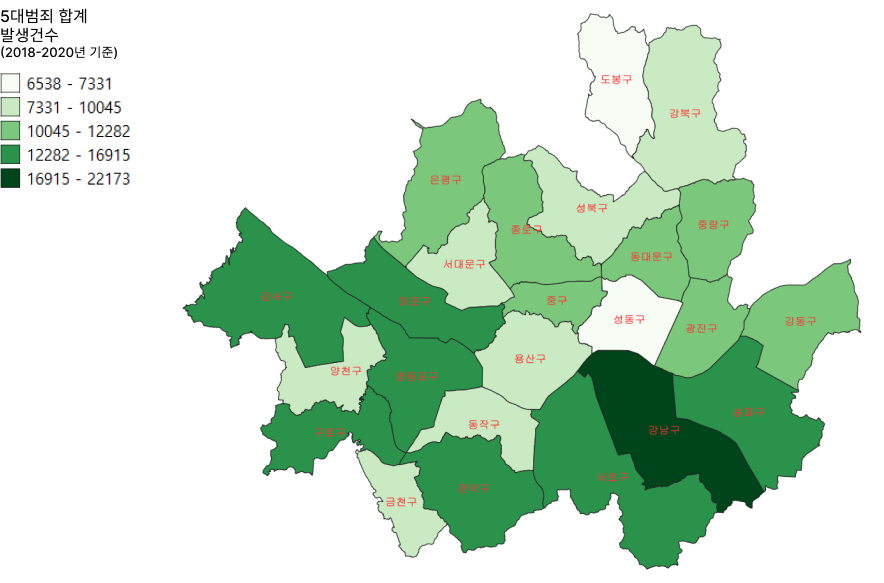 5대범죄 합계
발생건수
(2018-2020년 기준)
6538 - 7331
7331 - 10045
10045 - 12282
12282 - 16915
16915 - 22173
도봉구
강북구
은평구
성북구
종로구
중랑구
동대문구
서대문구
강서구
마포구
중구
성동구
광진구
강동구
용산구
양천구
영등포구
송파구
동작구
강남구
구로구
서초구
관악구
금천구